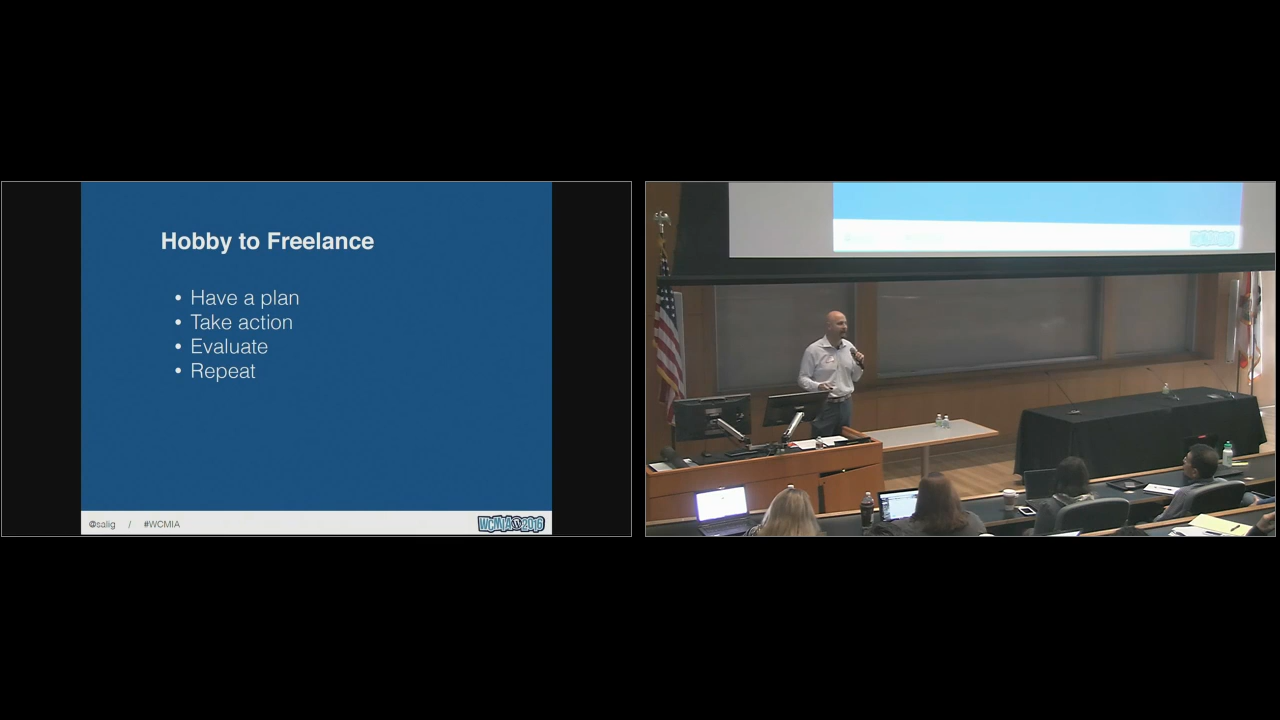 Hobby to Freelance
• Have a plan
• Take action
• Evaluate
• Repeat
@salig / #WCMIA
WCMIA 2016